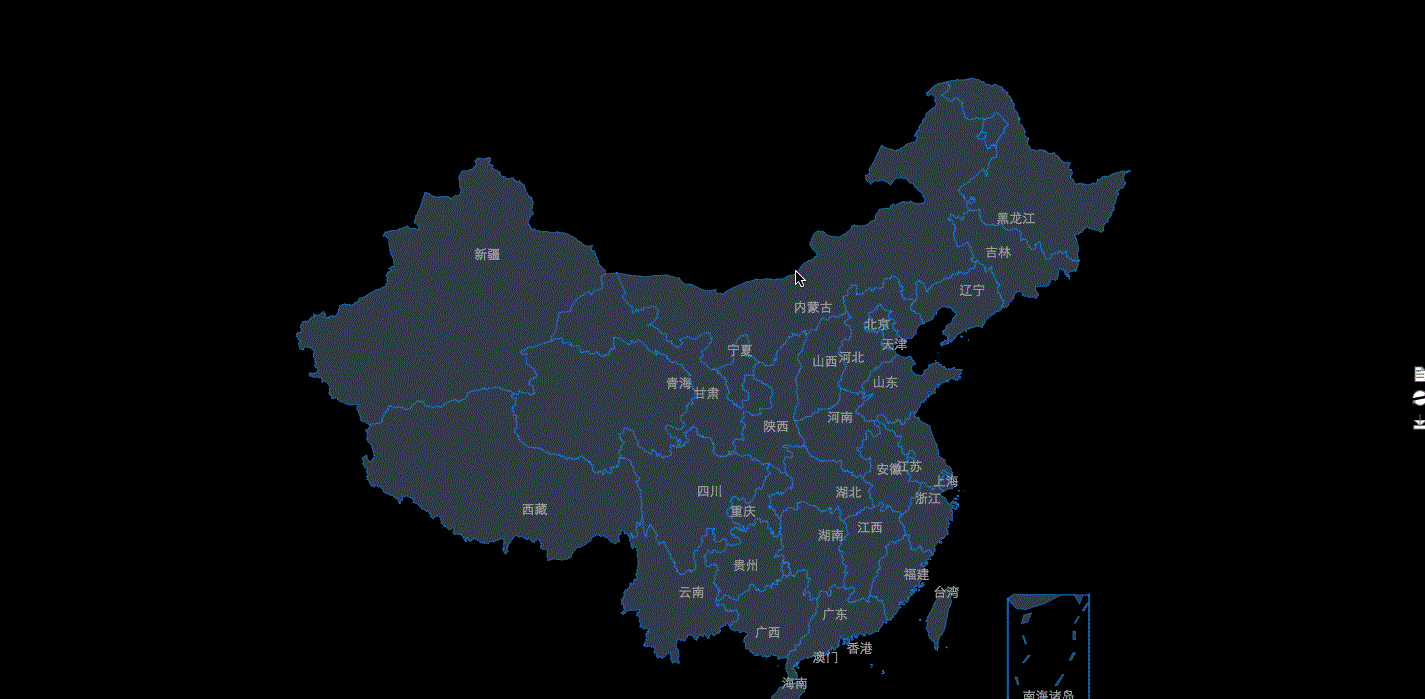 黑龙江
吉林
新疆
辽宁
内蒙古
北京
天津
宁夏
山西
河北
青海
甘肃
山东
河南
陕西
安徽
江苏
上海
四川
湖北
浙江
西藏
重庆
江西
湖南
贵州
福建
云南
台湾
广东
广西
香港
澳门
海南
南海诸岛